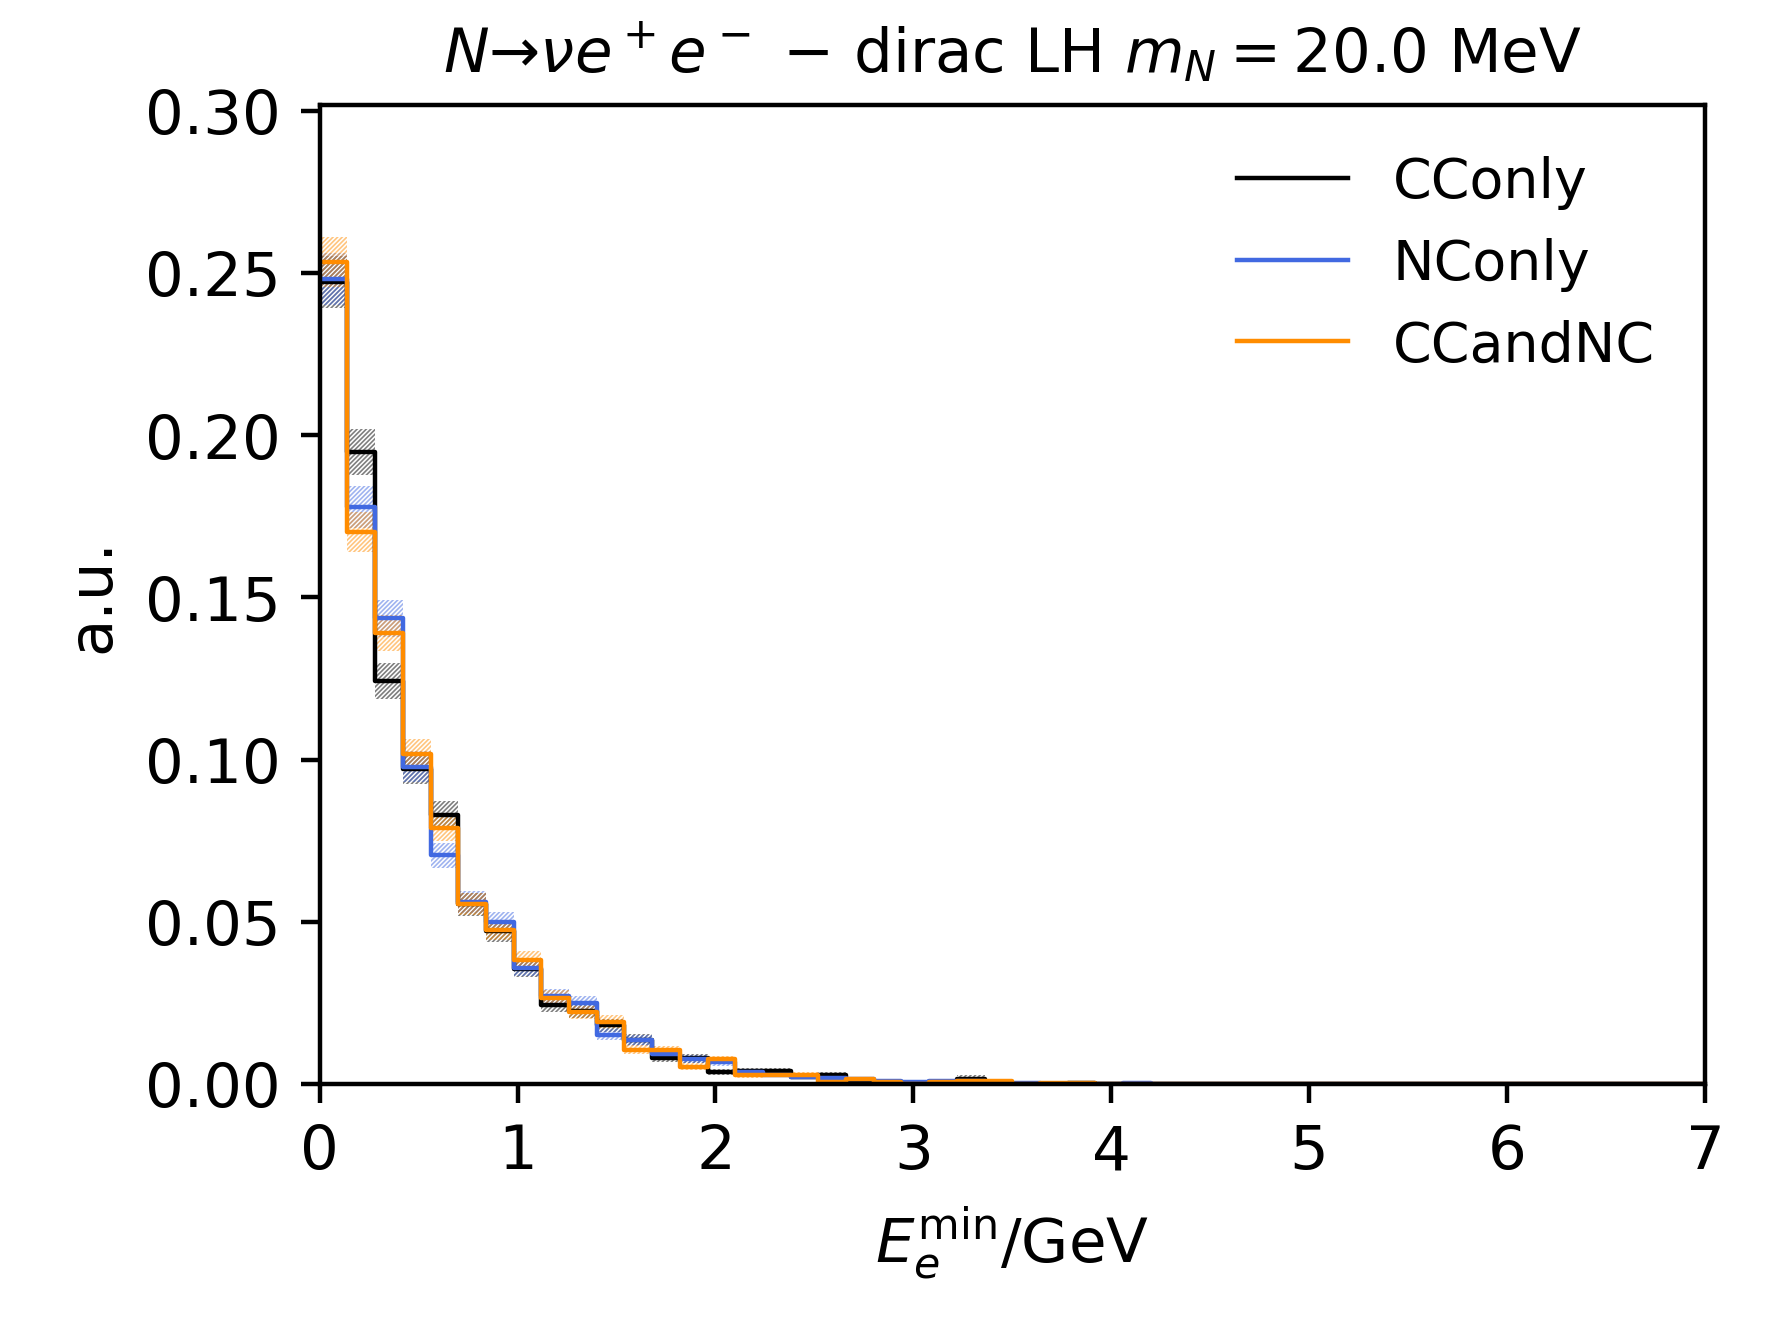 N→νe⁺e⁻ − dirac LH m_N = 20.0 MeV
0.30
0.25
0.20
0.15
0.10
0.05
0.00
a.u.
CConly
NConly
CCandNC
0 1 2 3 4 5 6 7
E_e^min/GeV